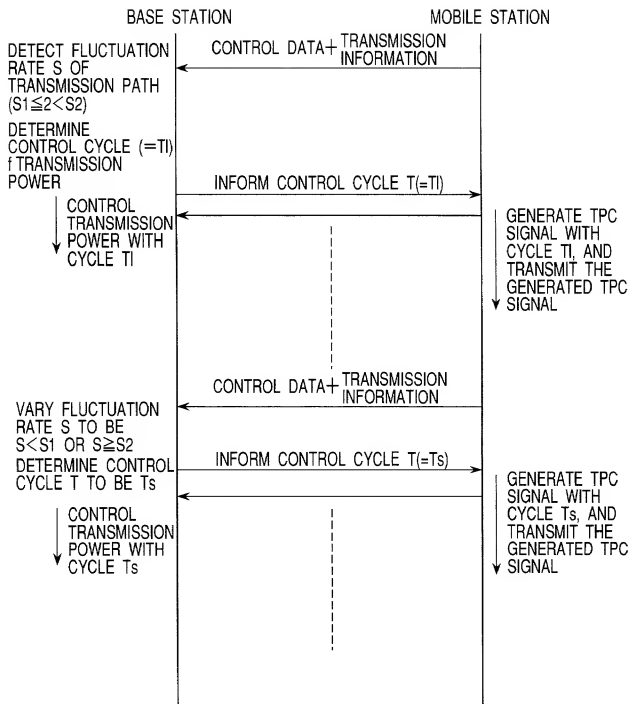 BASE STATION
MOBILE STATION
DETECT FLUCTUATION
RATE S OF
TRANSMISSION PATH
(S1≦2<S2)
CONTROL DATA+TRANSMISSION
INFORMATION
DETERMINE
CONTROL CYCLE (=Tl)
f TRANSMISSION
POWER
INFORM CONTROL CYCLE T(=Tl)
CONTROL
TRANSMISSION
POWER WITH
CYCLE Tl
GENERATE TPC
SIGNAL WITH
CYCLE Tl, AND
TRANSMIT THE
GENERATED TPC
SIGNAL
CONTROL DATA+TRANSMISSION
INFORMATION
VARY FLUCTUATION
RATE S TO BE
S<S1 OR S≧S2
DETERMINE CONTROL
CYCLE T TO BE Ts
INFORM CONTROL CYCLE T(=Ts)
CONTROL
TRANSMISSION
POWER WITH
CYCLE Ts
GENERATE TPC
SIGNAL WITH
CYCLE Ts, AND
TRANSMIT THE
GENERATED TPC
SIGNAL